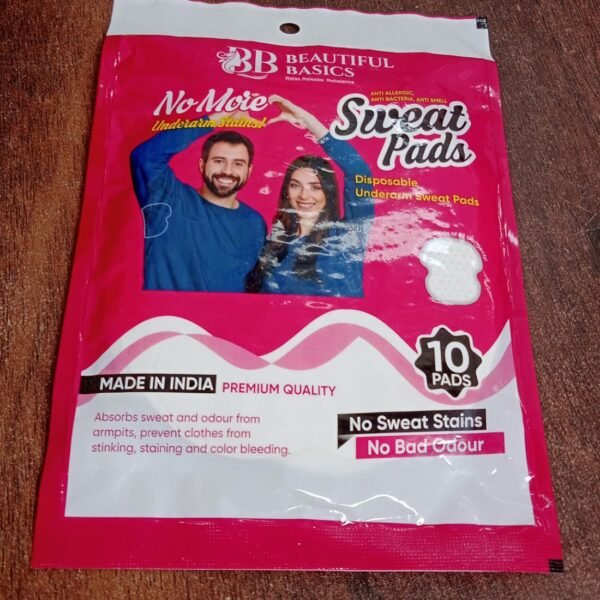 BB BEAUTIFUL
BASICS
Relax. Release. Rebalance
No More
Underarm Stains!
ANTI ALLERGIC,
ANTI BACTERIA, ANTI SMELL
Sweat
Pads
Disposable
Underarm Sweat Pads
10
PADS
MADE IN INDIA PREMIUM QUALITY
Absorbs sweat and odour from
armpits, prevent clothes from
stinking, staining and color bleeding.
No Sweat Stains
No Bad Odour